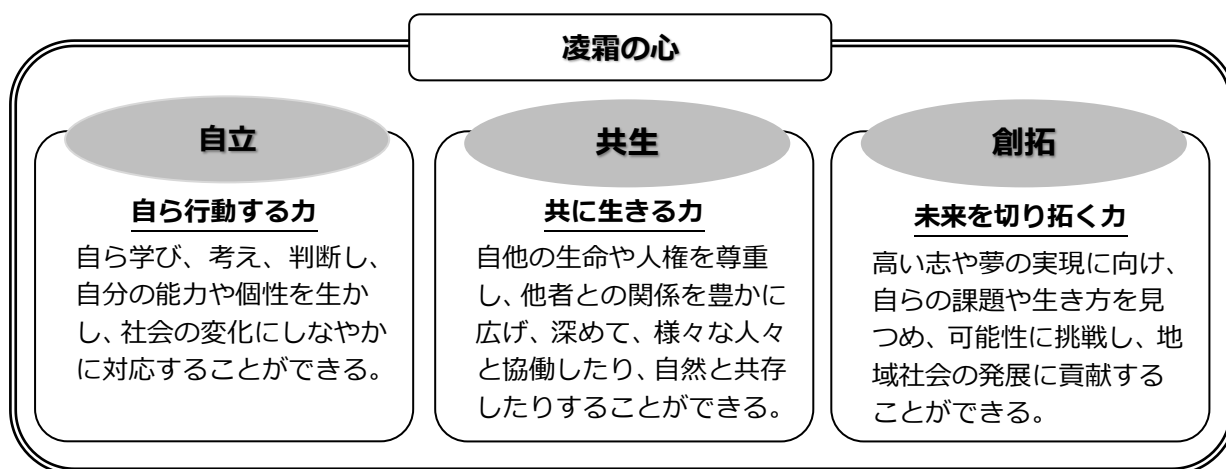 凌霜の心
自立
自ら行動する力
自ら学び、考え、判断し、
自分の能力や個性を生か
し、社会の変化にしなやか
に対応することができる。
共生
共に生きる力
自他の生命や人権を尊重
し、他者との関係を豊かに
広げ、深めて、様々な人々
と協働したり、自然と共存
したりすることができる。
創拓
未来を切り拓く力
高い志や夢の実現に向け、
自らの課題や生き方を見
つめ、可能性に挑戦し、地
域社会の発展に貢献する
ことができる。